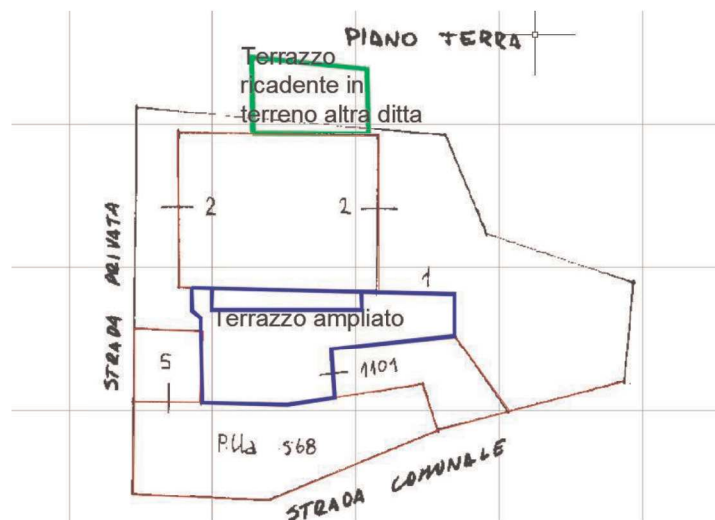 PIANO TERRA
Terrazzo
ricadente in
terreno altra ditta
2
2
STRADA PRIVATA
1
Terrazzo ampliato
5
1101
P.lla 568
STRADA COMUNALE